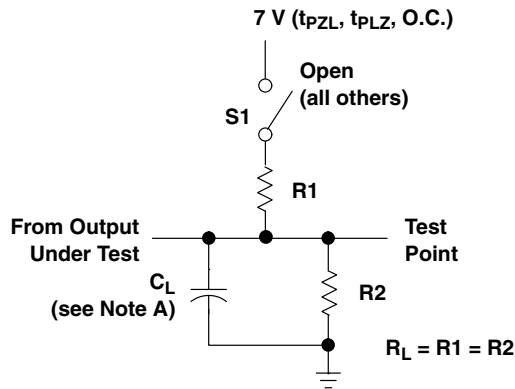 7 V (tPZL, tPLZ, O.C.)
Open
(all others)
S1
R1
From Output
Under Test
Test
Point
CL
(see Note A)
R2
RL = R1 = R2